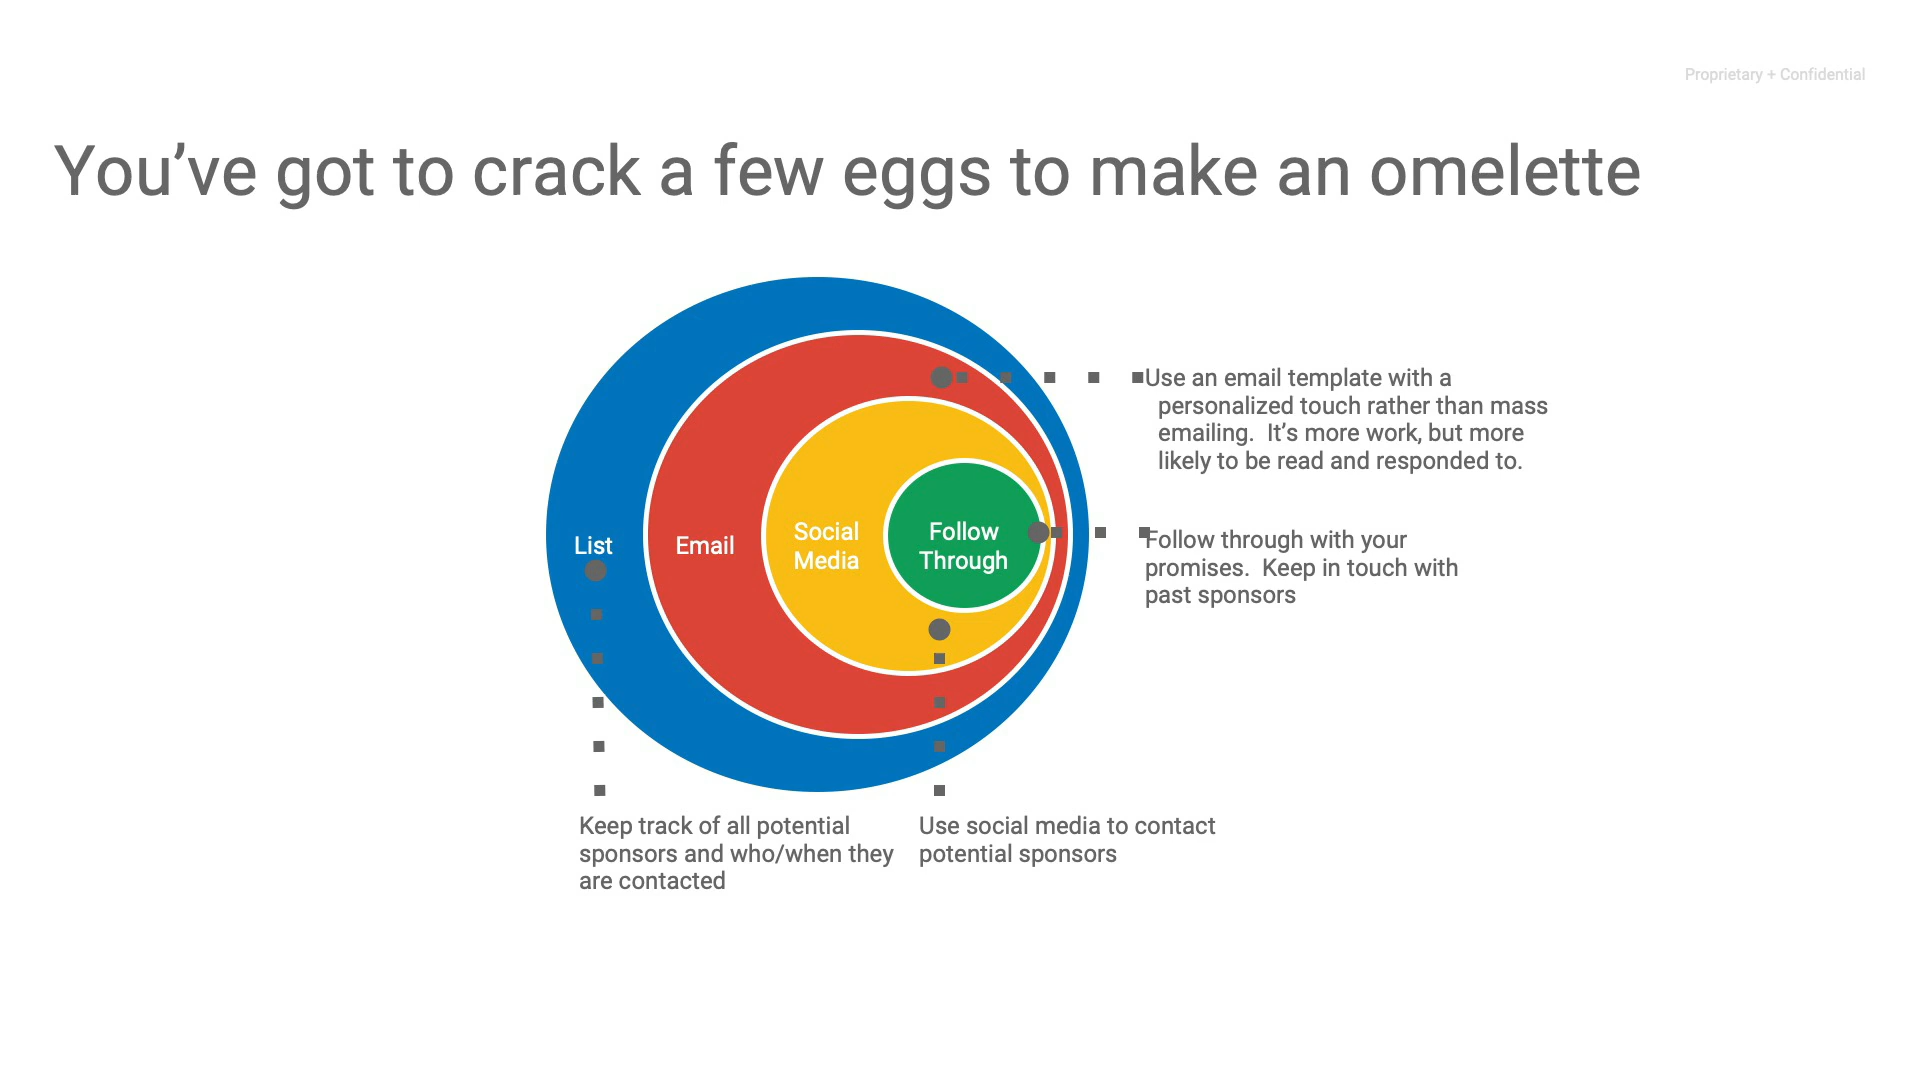 Proprietary + Confidential
You’ve got to crack a few eggs to make an omelette
List
Email
Social
Media
Follow
Through
Use an email template with a
personalized touch rather than mass
emailing.  It’s more work, but more
likely to be read and responded to.
Follow through with your
promises.  Keep in touch with
past sponsors
Keep track of all potential
sponsors and who/when they
are contacted
Use social media to contact
potential sponsors